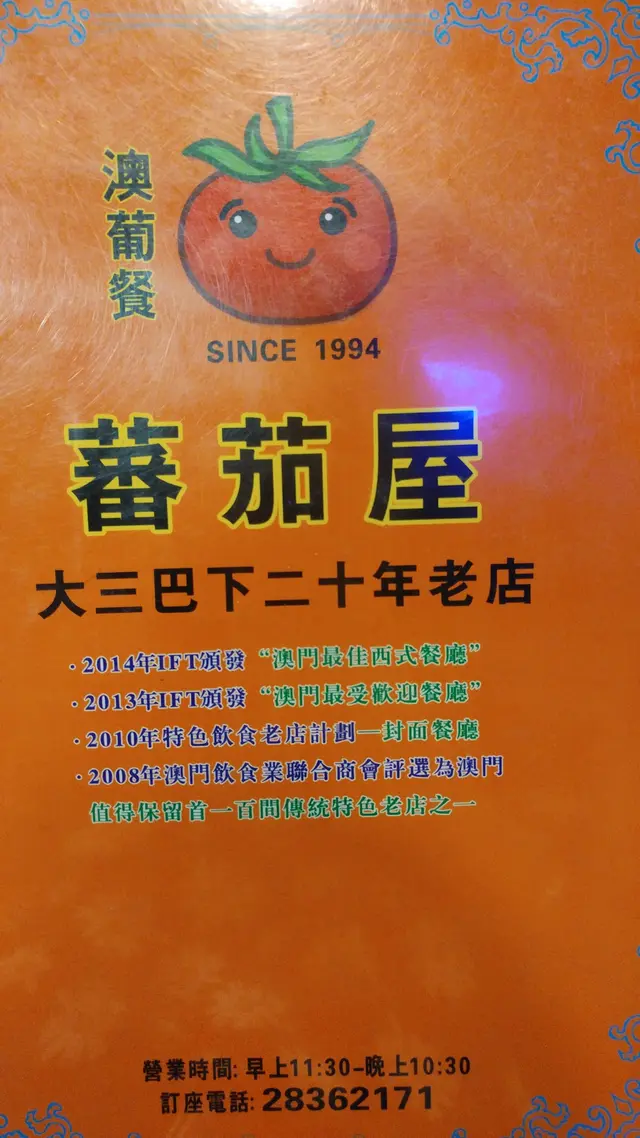 澳葡餐
SINCE 1994
蕃茄屋
大三巴下二十年老店
·2014年IFT頒發“澳門最佳西式餐廳”
·2013年IFT頒發“澳門最受歡迎餐廳”
·2010年特色飲食老店計劃—封面餐廳
·2008年澳門飲食業聯合商會評選為澳門
值得保留首一百間傳統特色老店之一
營業時間: 早上11:30-晚上10:30
訂座電話: 28362171